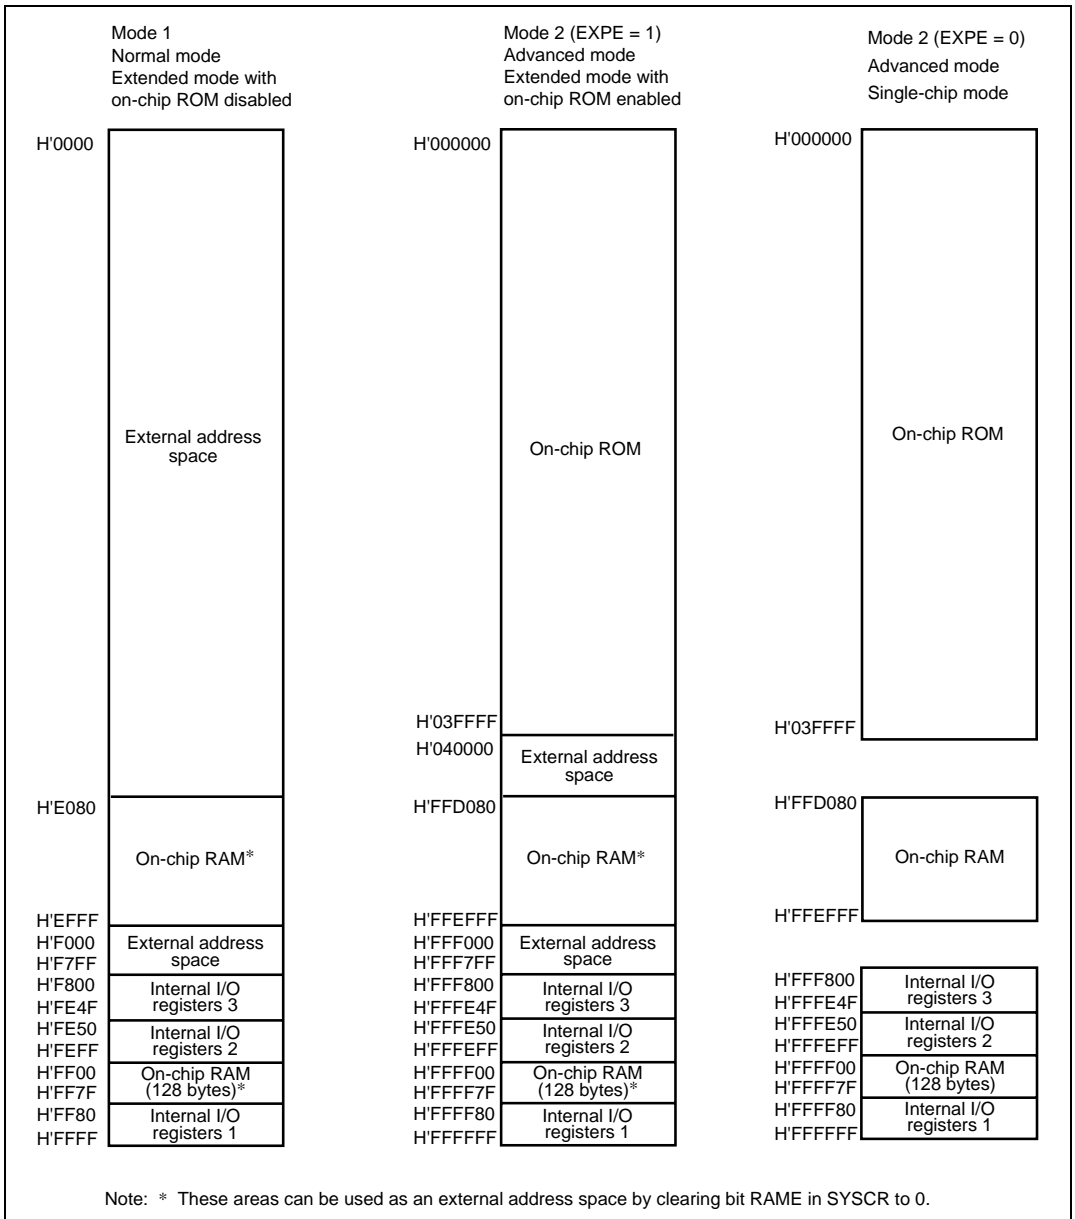 Mode 1
Normal mode
Extended mode with
on-chip ROM disabled
H'0000
External address
space
H'E080
On-chip RAM*
H'EFFF
H'F000
External address
space
H'F7FF
H'F800
Internal I/O
registers 3
H'FE4F
H'FE50
Internal I/O
registers 2
H'FEFF
H'FF00
On-chip RAM
(128 bytes)*
H'FF7F
H'FF80
Internal I/O
registers 1
H'FFFF
Mode 2 (EXPE = 1)
Advanced mode
Extended mode with
on-chip ROM enabled
H'000000
On-chip ROM
H'03FFFF
H'040000
External address
space
H'FFD080
On-chip RAM*
H'FFEFFF
H'FFF000
External address
space
H'FFF7FF
H'FFF800
Internal I/O
registers 3
H'FFFE4F
H'FFFE50
Internal I/O
registers 2
H'FFFEFF
H'FFFF00
On-chip RAM
(128 bytes)*
H'FFFF7F
H'FFFF80
Internal I/O
registers 1
H'FFFFFF
Mode 2 (EXPE = 0)
Advanced mode
Single-chip mode
H'000000
On-chip ROM
H'03FFFF
H'FFD080
On-chip RAM
H'FFEFFF
H'FFF800
Internal I/O
registers 3
H'FFFE4F
H'FFFE50
Internal I/O
registers 2
H'FFFEFF
H'FFFF00
On-chip RAM
(128 bytes)
H'FFFF7F
H'FFFF80
Internal I/O
registers 1
H'FFFFFF
Note: * These areas can be used as an external address space by clearing bit RAME in SYSCR to 0.